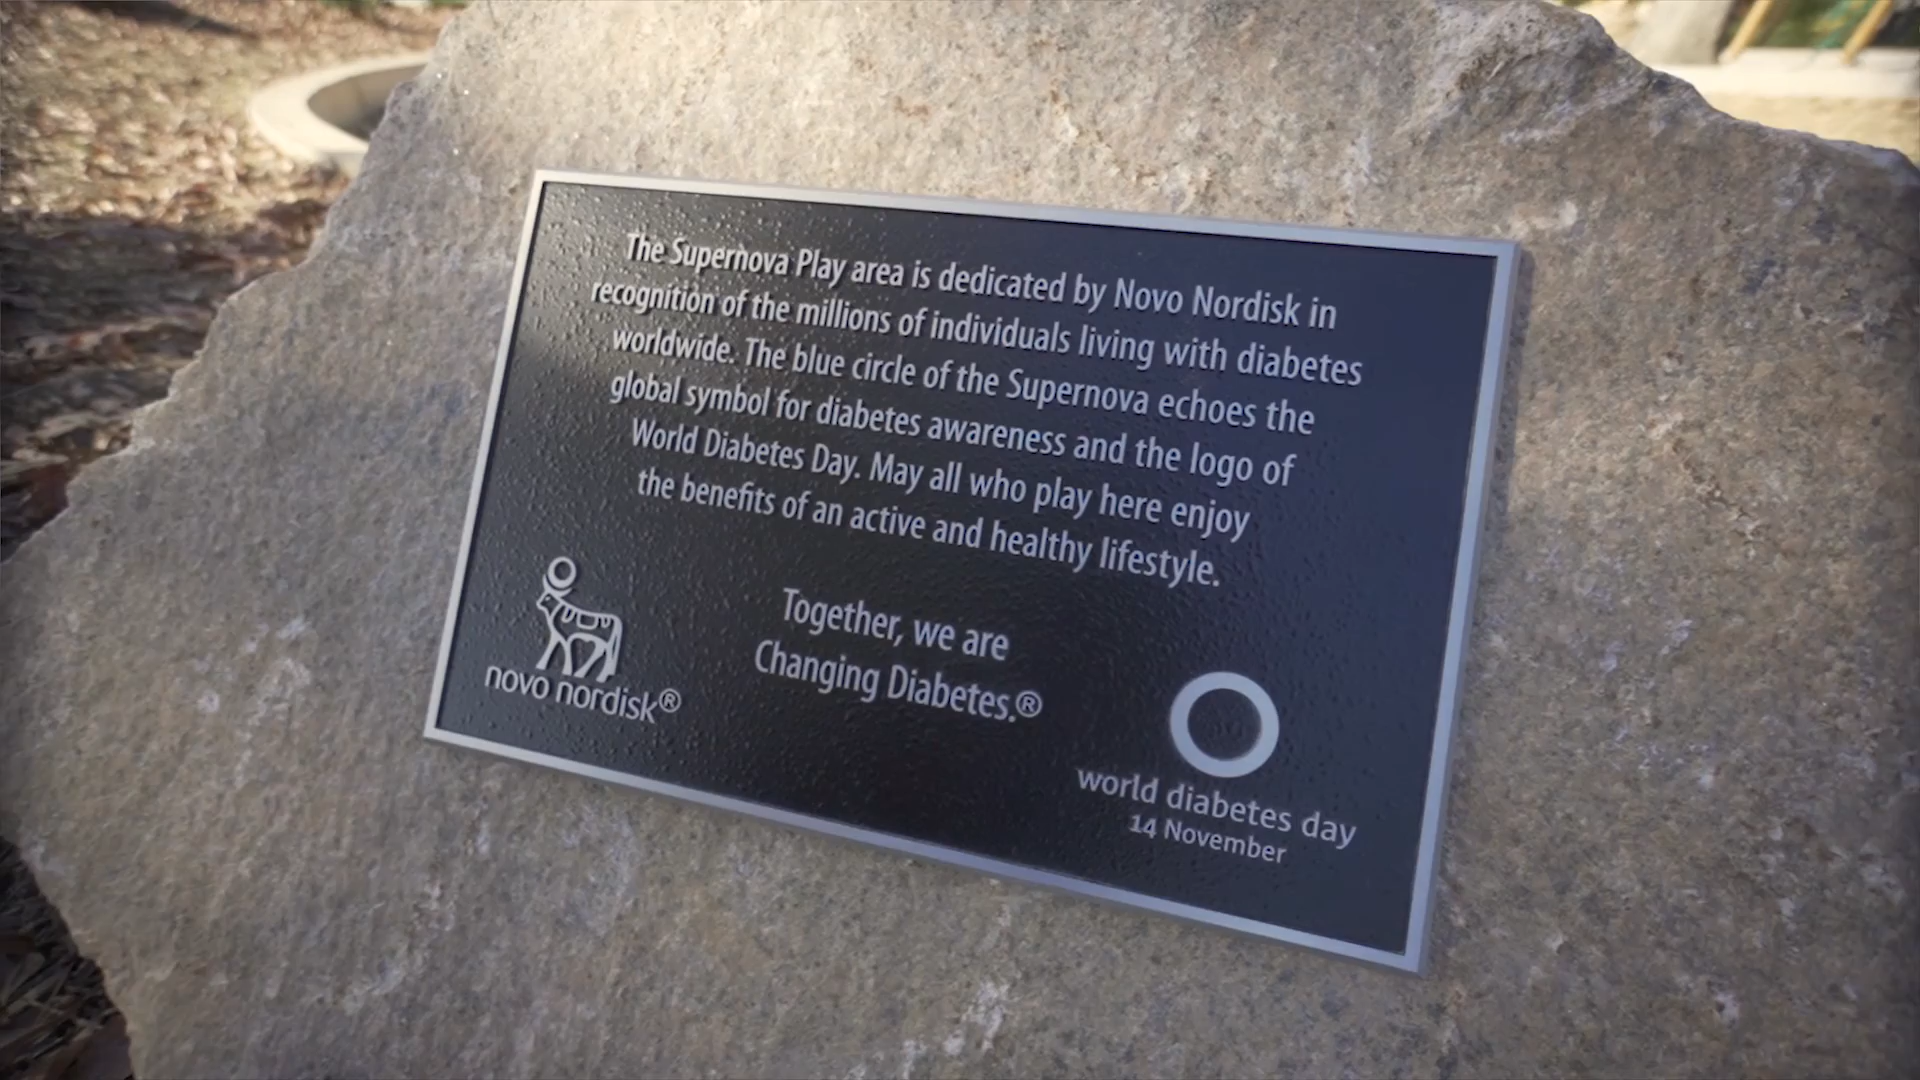 The Supernova Play area is dedicated by Novo Nordisk in
recognition of the millions of individuals living with diabetes
worldwide. The blue circle of the Supernova echoes the
global symbol for diabetes awareness and the logo of
World Diabetes Day. May all who play here enjoy
the benefits of an active and healthy lifestyle.
Together, we are
Changing Diabetes.®
novo nordisk®
world diabetes day
14 November